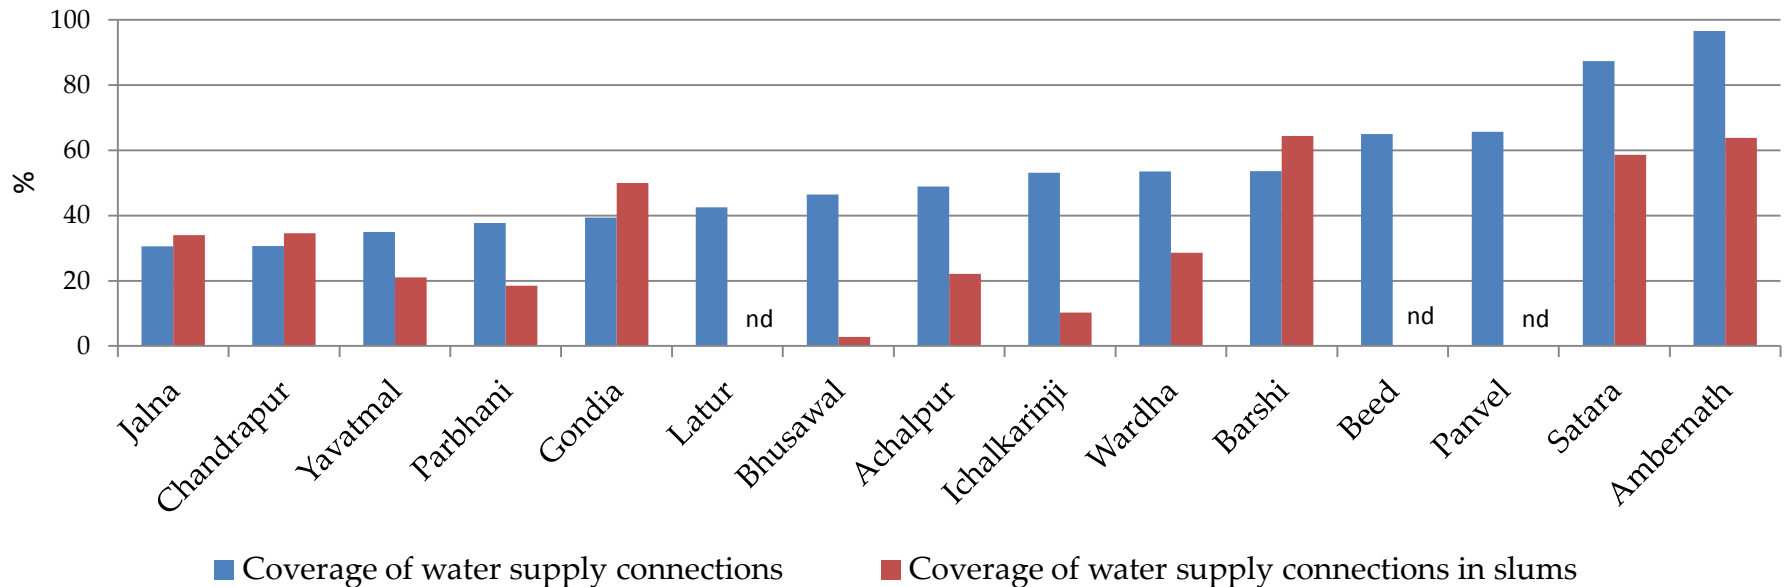 100
80
60
40
20
0
%
nd
nd
nd
Jalna
Chandrapur
Yavatmal
Parbhani
Gondia
Latur
Bhusawal
Achalpur
Ichalkarinji
Wardha
Barshi
Beed
Panvel
Satara
Ambernath
Coverage of water supply connections
Coverage of water supply connections in slums